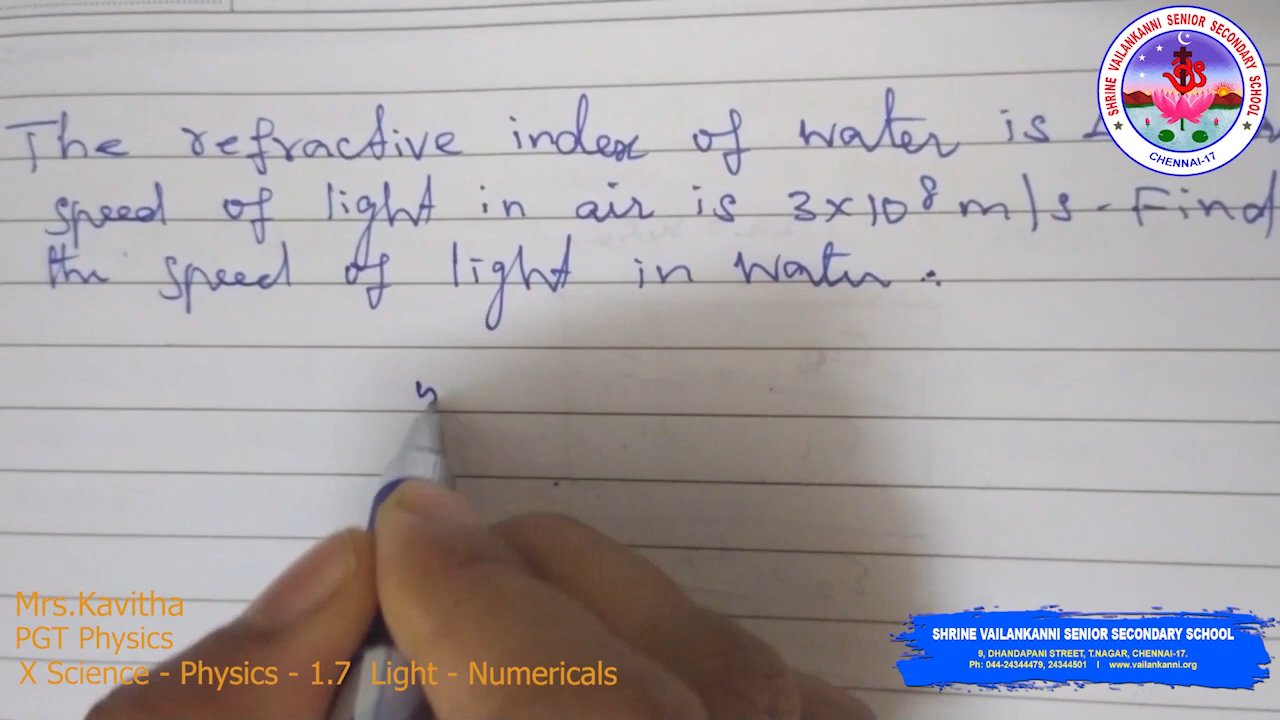 The refractive index of water is
speed of light in air is 3x10⁸ m/s. Find
the speed of light in water.
n
SHRINE VAILANKANNI SENIOR SECONDARY SCHOOL
CHENNAI-17
Mrs.Kavitha
PGT Physics
X Science - Physics - 1.7 Light - Numericals
SHRINE VAILANKANNI SENIOR SECONDARY SCHOOL
9, DHANDAPANI STREET, T.NAGAR, CHENNAI-17.
Ph: 044-24344479, 24344501 I www.vailankanni.org